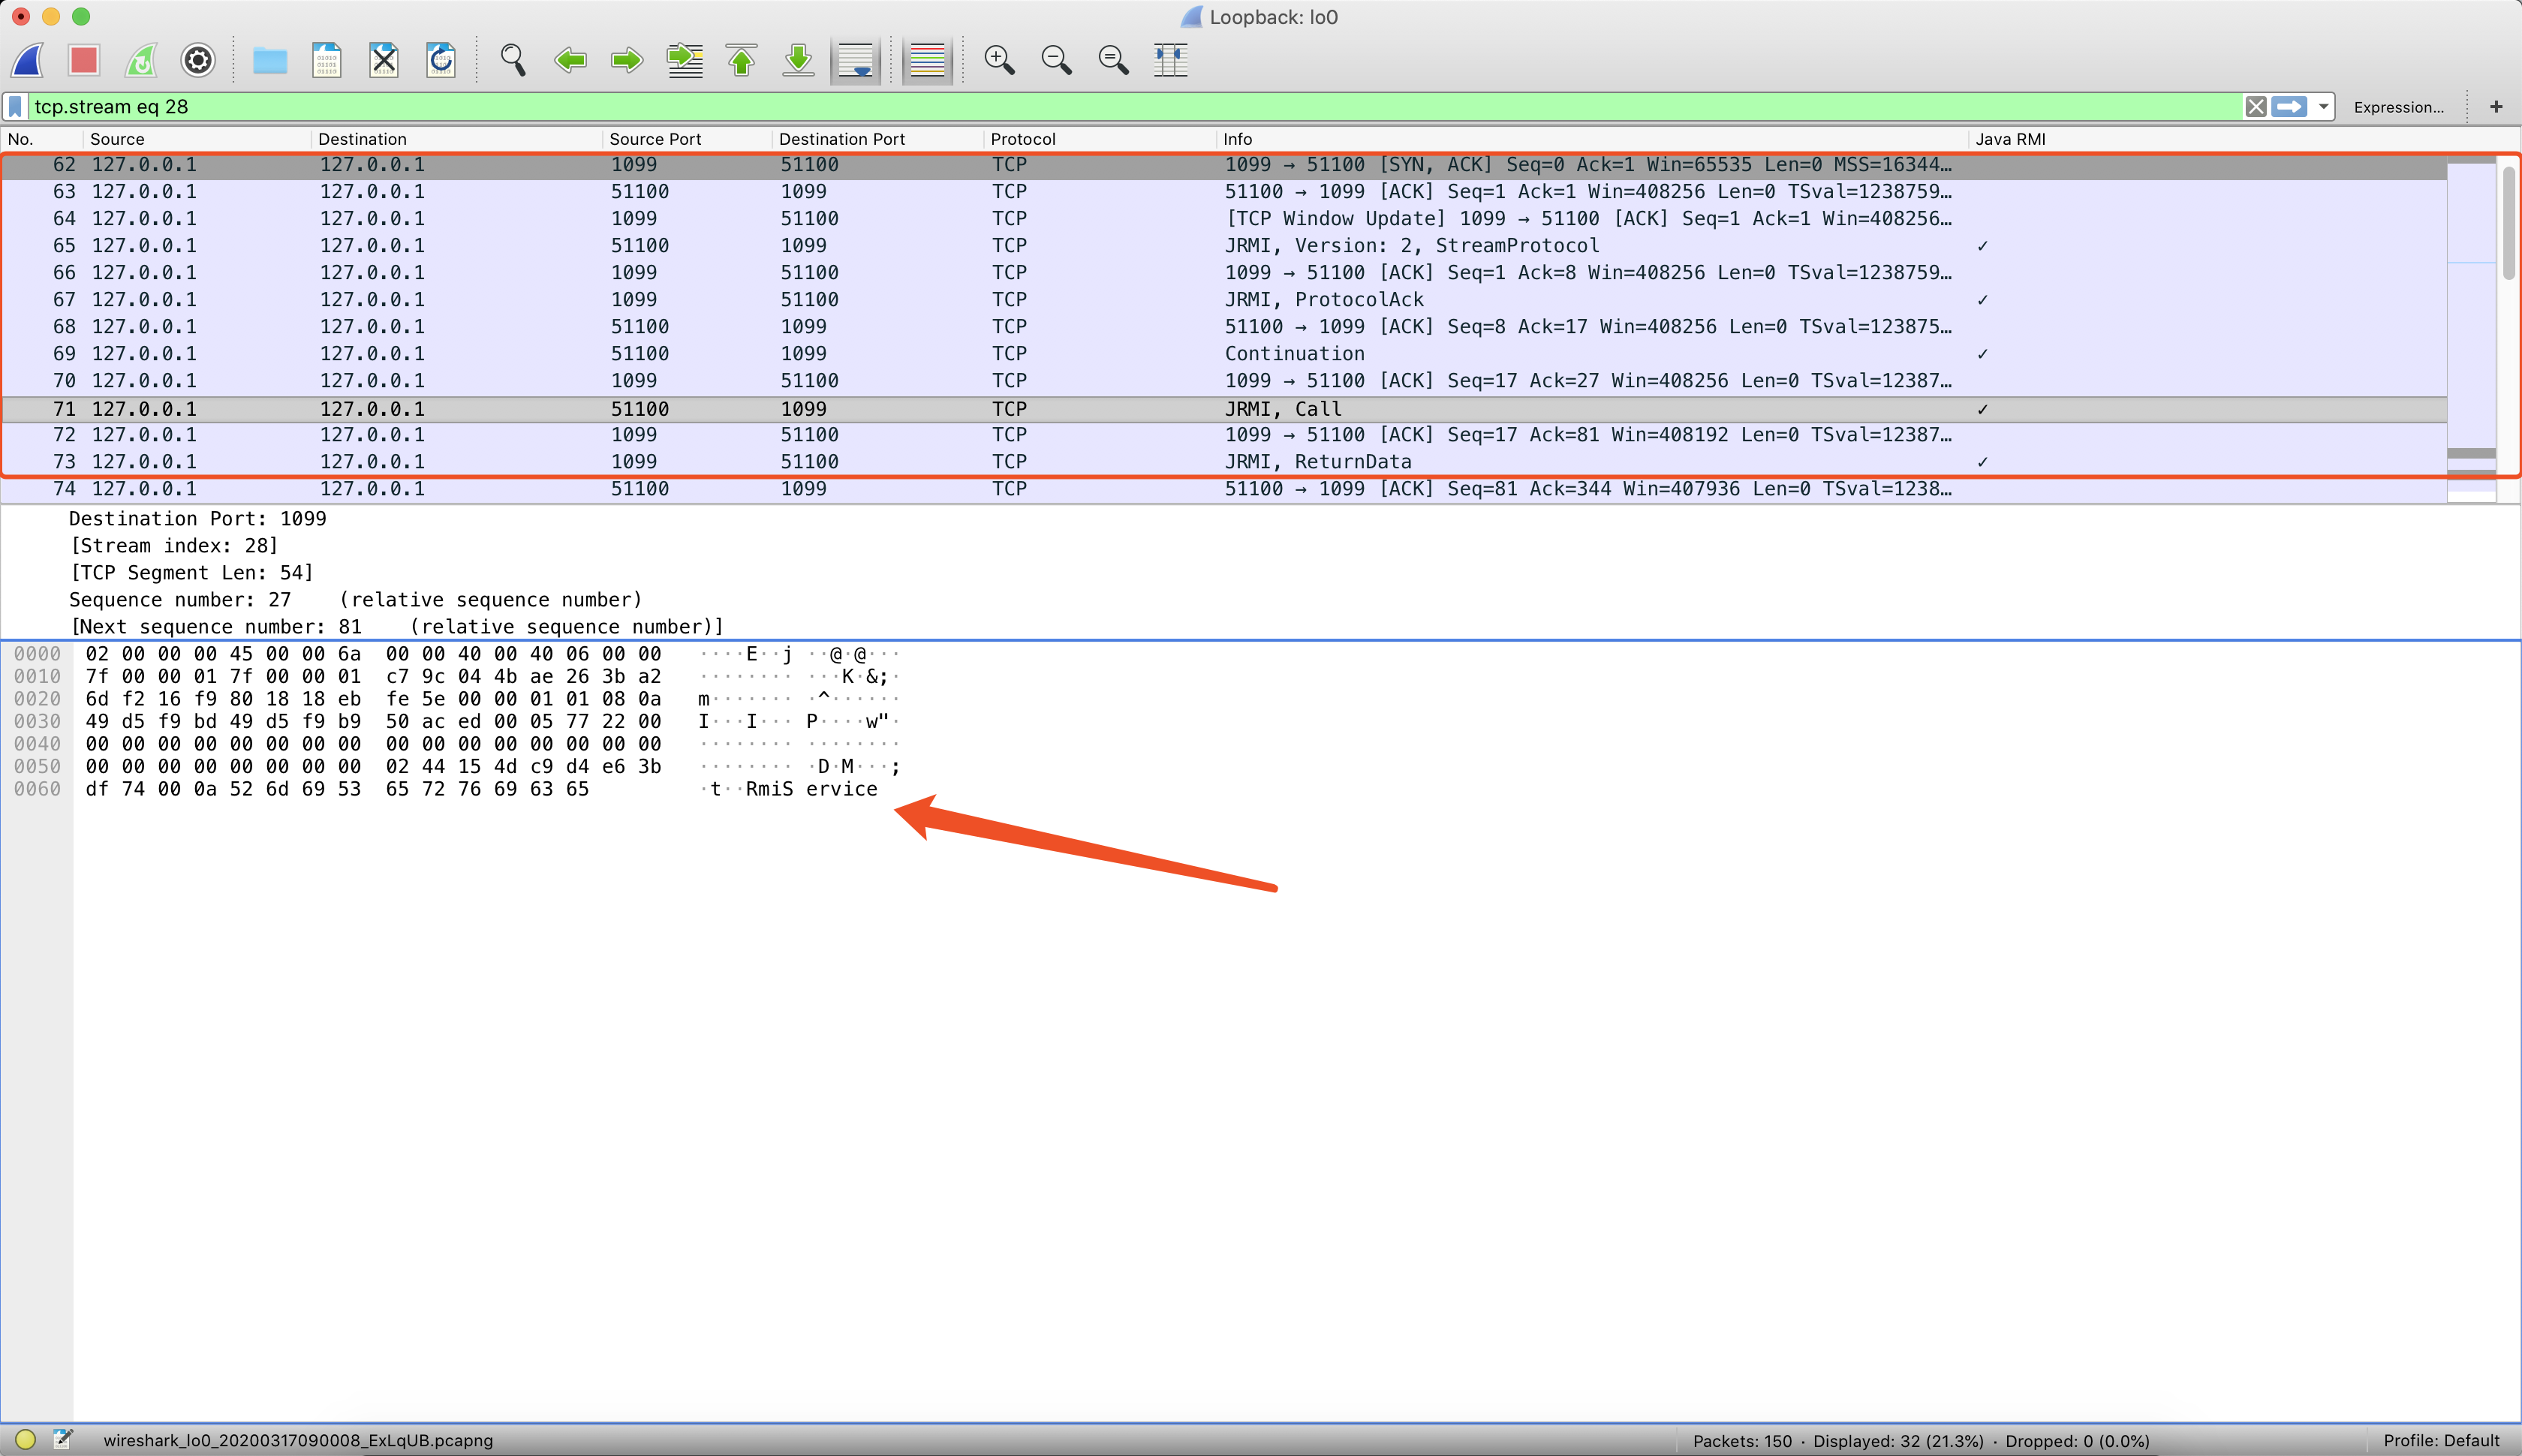 Loopback: lo0
tcp.stream eq 28 Expression... +
No. Source Destination Source Port Destination Port Protocol Info Java RMI
62 127.0.0.1 127.0.0.1 1099 51100 TCP 1099 → 51100 [SYN, ACK] Seq=0 Ack=1 Win=65535 Len=0 MSS=16344…
63 127.0.0.1 127.0.0.1 51100 1099 TCP 51100 → 1099 [ACK] Seq=1 Ack=1 Win=408256 Len=0 TSval=1238759…
64 127.0.0.1 127.0.0.1 1099 51100 TCP [TCP Window Update] 1099 → 51100 [ACK] Seq=1 Ack=1 Win=408256…
65 127.0.0.1 127.0.0.1 51100 1099 TCP JRMI, Version: 2, StreamProtocol ✓
66 127.0.0.1 127.0.0.1 1099 51100 TCP 1099 → 51100 [ACK] Seq=1 Ack=8 Win=408256 Len=0 TSval=1238759…
67 127.0.0.1 127.0.0.1 1099 51100 TCP JRMI, ProtocolAck ✓
68 127.0.0.1 127.0.0.1 51100 1099 TCP 51100 → 1099 [ACK] Seq=8 Ack=17 Win=408256 Len=0 TSval=123875…
69 127.0.0.1 127.0.0.1 51100 1099 TCP Continuation ✓
70 127.0.0.1 127.0.0.1 1099 51100 TCP 1099 → 51100 [ACK] Seq=17 Ack=27 Win=408256 Len=0 TSval=12387…
71 127.0.0.1 127.0.0.1 51100 1099 TCP JRMI, Call ✓
72 127.0.0.1 127.0.0.1 1099 51100 TCP 1099 → 51100 [ACK] Seq=17 Ack=81 Win=408192 Len=0 TSval=12387…
73 127.0.0.1 127.0.0.1 1099 51100 TCP JRMI, ReturnData ✓
74 127.0.0.1 127.0.0.1 51100 1099 TCP 51100 → 1099 [ACK] Seq=81 Ack=344 Win=407936 Len=0 TSval=1238…
Destination Port: 1099
[Stream index: 28]
[TCP Segment Len: 54]
Sequence number: 27 (relative sequence number)
[Next sequence number: 81 (relative sequence number)]
0000 02 00 00 00 45 00 00 6a 00 00 40 00 40 06 00 00 ····E··j ··@·@···
0010 7f 00 00 01 7f 00 00 01 c7 9c 04 4b ae 26 3b a2 ········ ···K·&;·
0020 6d f2 16 f9 80 18 18 eb fe 5e 00 00 01 01 08 0a m······· ·^······
0030 49 d5 f9 bd 49 d5 f9 b9 50 ac ed 00 05 77 22 00 I···I··· P····w"·
0040 00 00 00 00 00 00 00 00 00 00 00 00 00 00 00 00 ········ ········
0050 00 00 00 00 00 00 00 00 02 44 15 4d c9 d4 e6 3b ········ ·D·M···;
0060 df 74 00 0a 52 6d 69 53 65 72 76 69 63 65 ·t··RmiS ervice
wireshark_lo0_20200317090008_ExLqUB.pcapng Packets: 150 · Displayed: 32 (21.3%) · Dropped: 0 (0.0%) Profile: Default